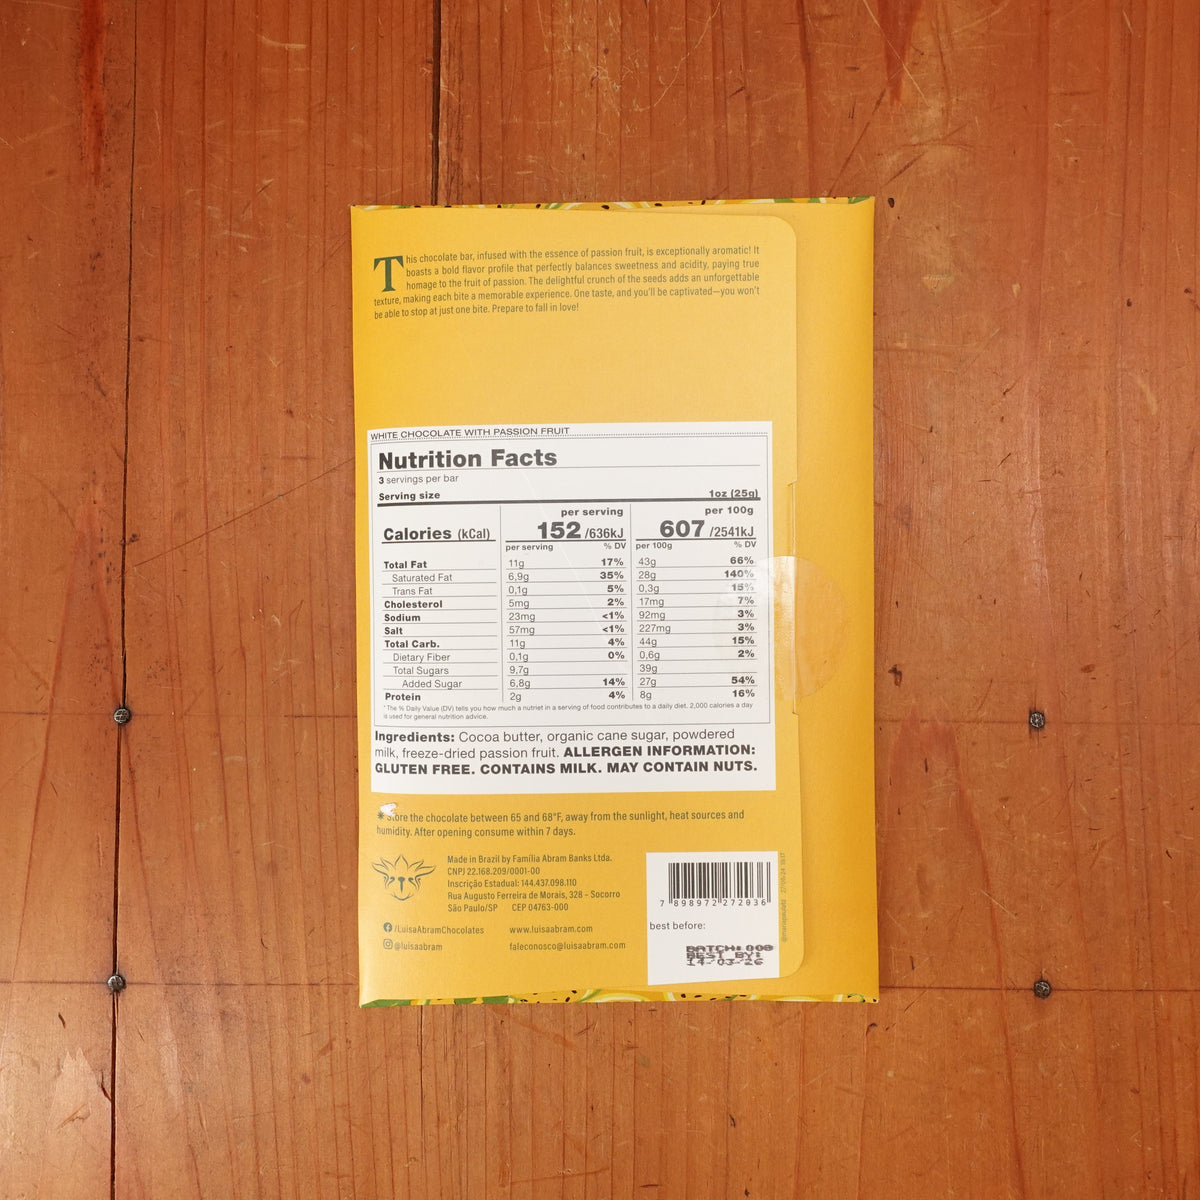 This chocolate bar, infused with the essence of passion fruit, is exceptionally aromatic! It
boasts a bold flavor profile that perfectly balances sweetness and acidity, paying true
homage to the fruit of passion. The delightful crunch of the seeds adds an unforgettable
texture, making each bite a memorable experience. One taste, and you'll be captivated—you won't
be able to stop at just one bite. Prepare to fall in love!
WHITE CHOCOLATE WITH PASSION FRUIT
Nutrition Facts
3 servings per bar
Serving size 1oz (25g)
per serving per 100g
Calories (kCal) 152 /636kJ 607 /2541kJ
per serving % DV per 100g % DV
Total Fat 11g 17% 43g 66%
Saturated Fat 6,9g 35% 28g 140%
Trans Fat 0,1g 5% 0,3g 15%
Cholesterol 5mg 2% 17mg 7%
Sodium 23mg <1% 92mg 3%
Salt 57mg <1% 227mg 3%
Total Carb. 11g 4% 44g 15%
Dietary Fiber 0,1g 0% 0,6g 2%
Total Sugars 9,7g 39g
Added Sugar 6,8g 14% 27g 54%
Protein 2g 4% 8g 16%
*The % Daily Value (DV) tells you how much a nutriet in a serving of food contributes to a daily diet. 2,000 calories a day
is used for general nutrition advice.
Ingredients: Cocoa butter, organic cane sugar, powdered
milk, freeze-dried passion fruit. ALLERGEN INFORMATION:
GLUTEN FREE. CONTAINS MILK. MAY CONTAIN NUTS.
* Store the chocolate between 65 and 68°F, away from the sunlight, heat sources and
humidity. After opening consume within 7 days.
Made in Brazil by Família Abram Banks Ltda.
CNPJ 22.168.209/0001-00
Inscrição Estadual: 144.437.098.110
Rua Augusto Ferreira de Morais, 328 - Socorro
São Paulo/SP CEP 04763-000
/LuisaAbramChocolates www.luisaabram.com
@luisaabram faleconosco@luisaabram.com
7 898972 272036
best before:
BATCH: 008
BEST BY:
14-03-26